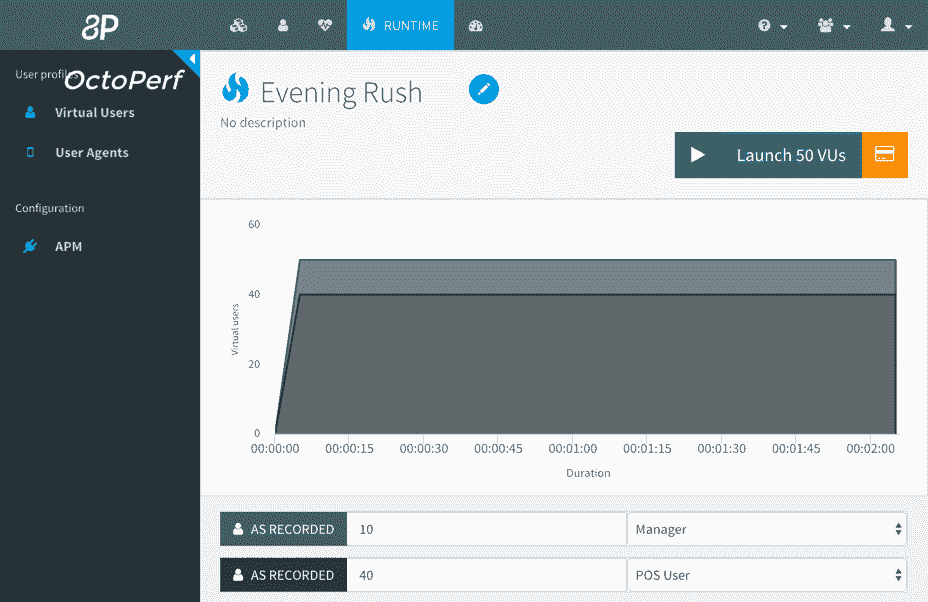 RUNTIME
OctoPerf
User profiles
Virtual Users
User Agents
Configuration
APM
Evening Rush
No description
Launch 50 VUs
60
40
20
0
Virtual users
00:00:00 00:00:15 00:00:30 00:00:45 00:01:00 00:01:15 00:01:30 00:01:45 00:02:00
Duration
AS RECORDED 10 Manager
AS RECORDED 40 POS User